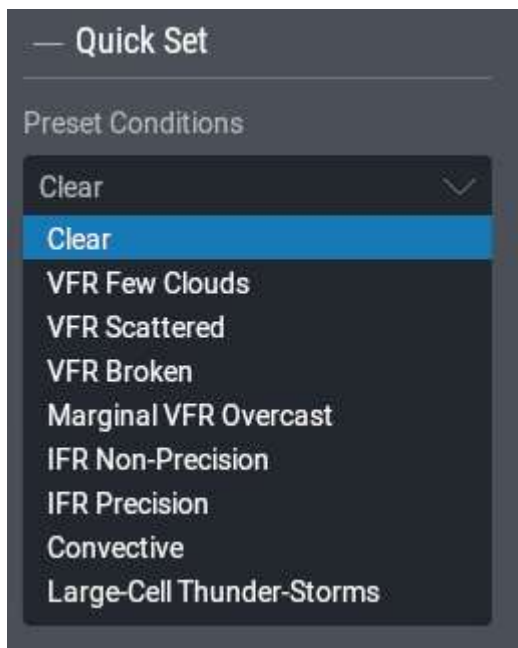 — Quick Set
Preset Conditions
Clear
Clear
VFR Few Clouds
VFR Scattered
VFR Broken
Marginal VFR Overcast
IFR Non-Precision
IFR Precision
Convective
Large-Cell Thunder-Storms